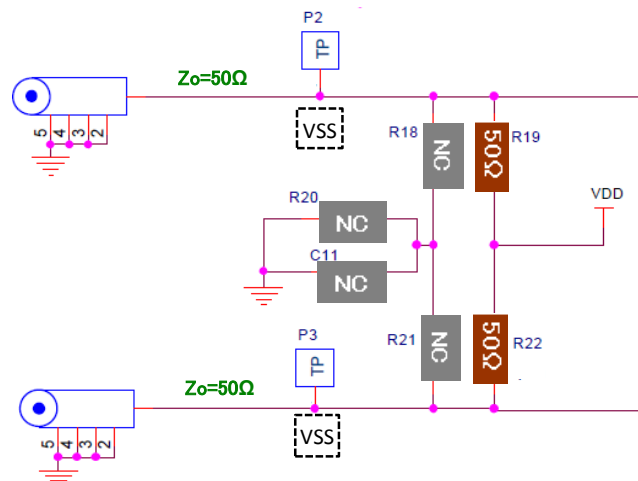 P2
TP
Zo=50Ω
VSS
5 4 3 2
R18
NC
R19
50Ω
R20
NC
VDD
C11
NC
P3
TP
R21
NC
50Ω
R22
Zo=50Ω
VSS
5 4 3 2